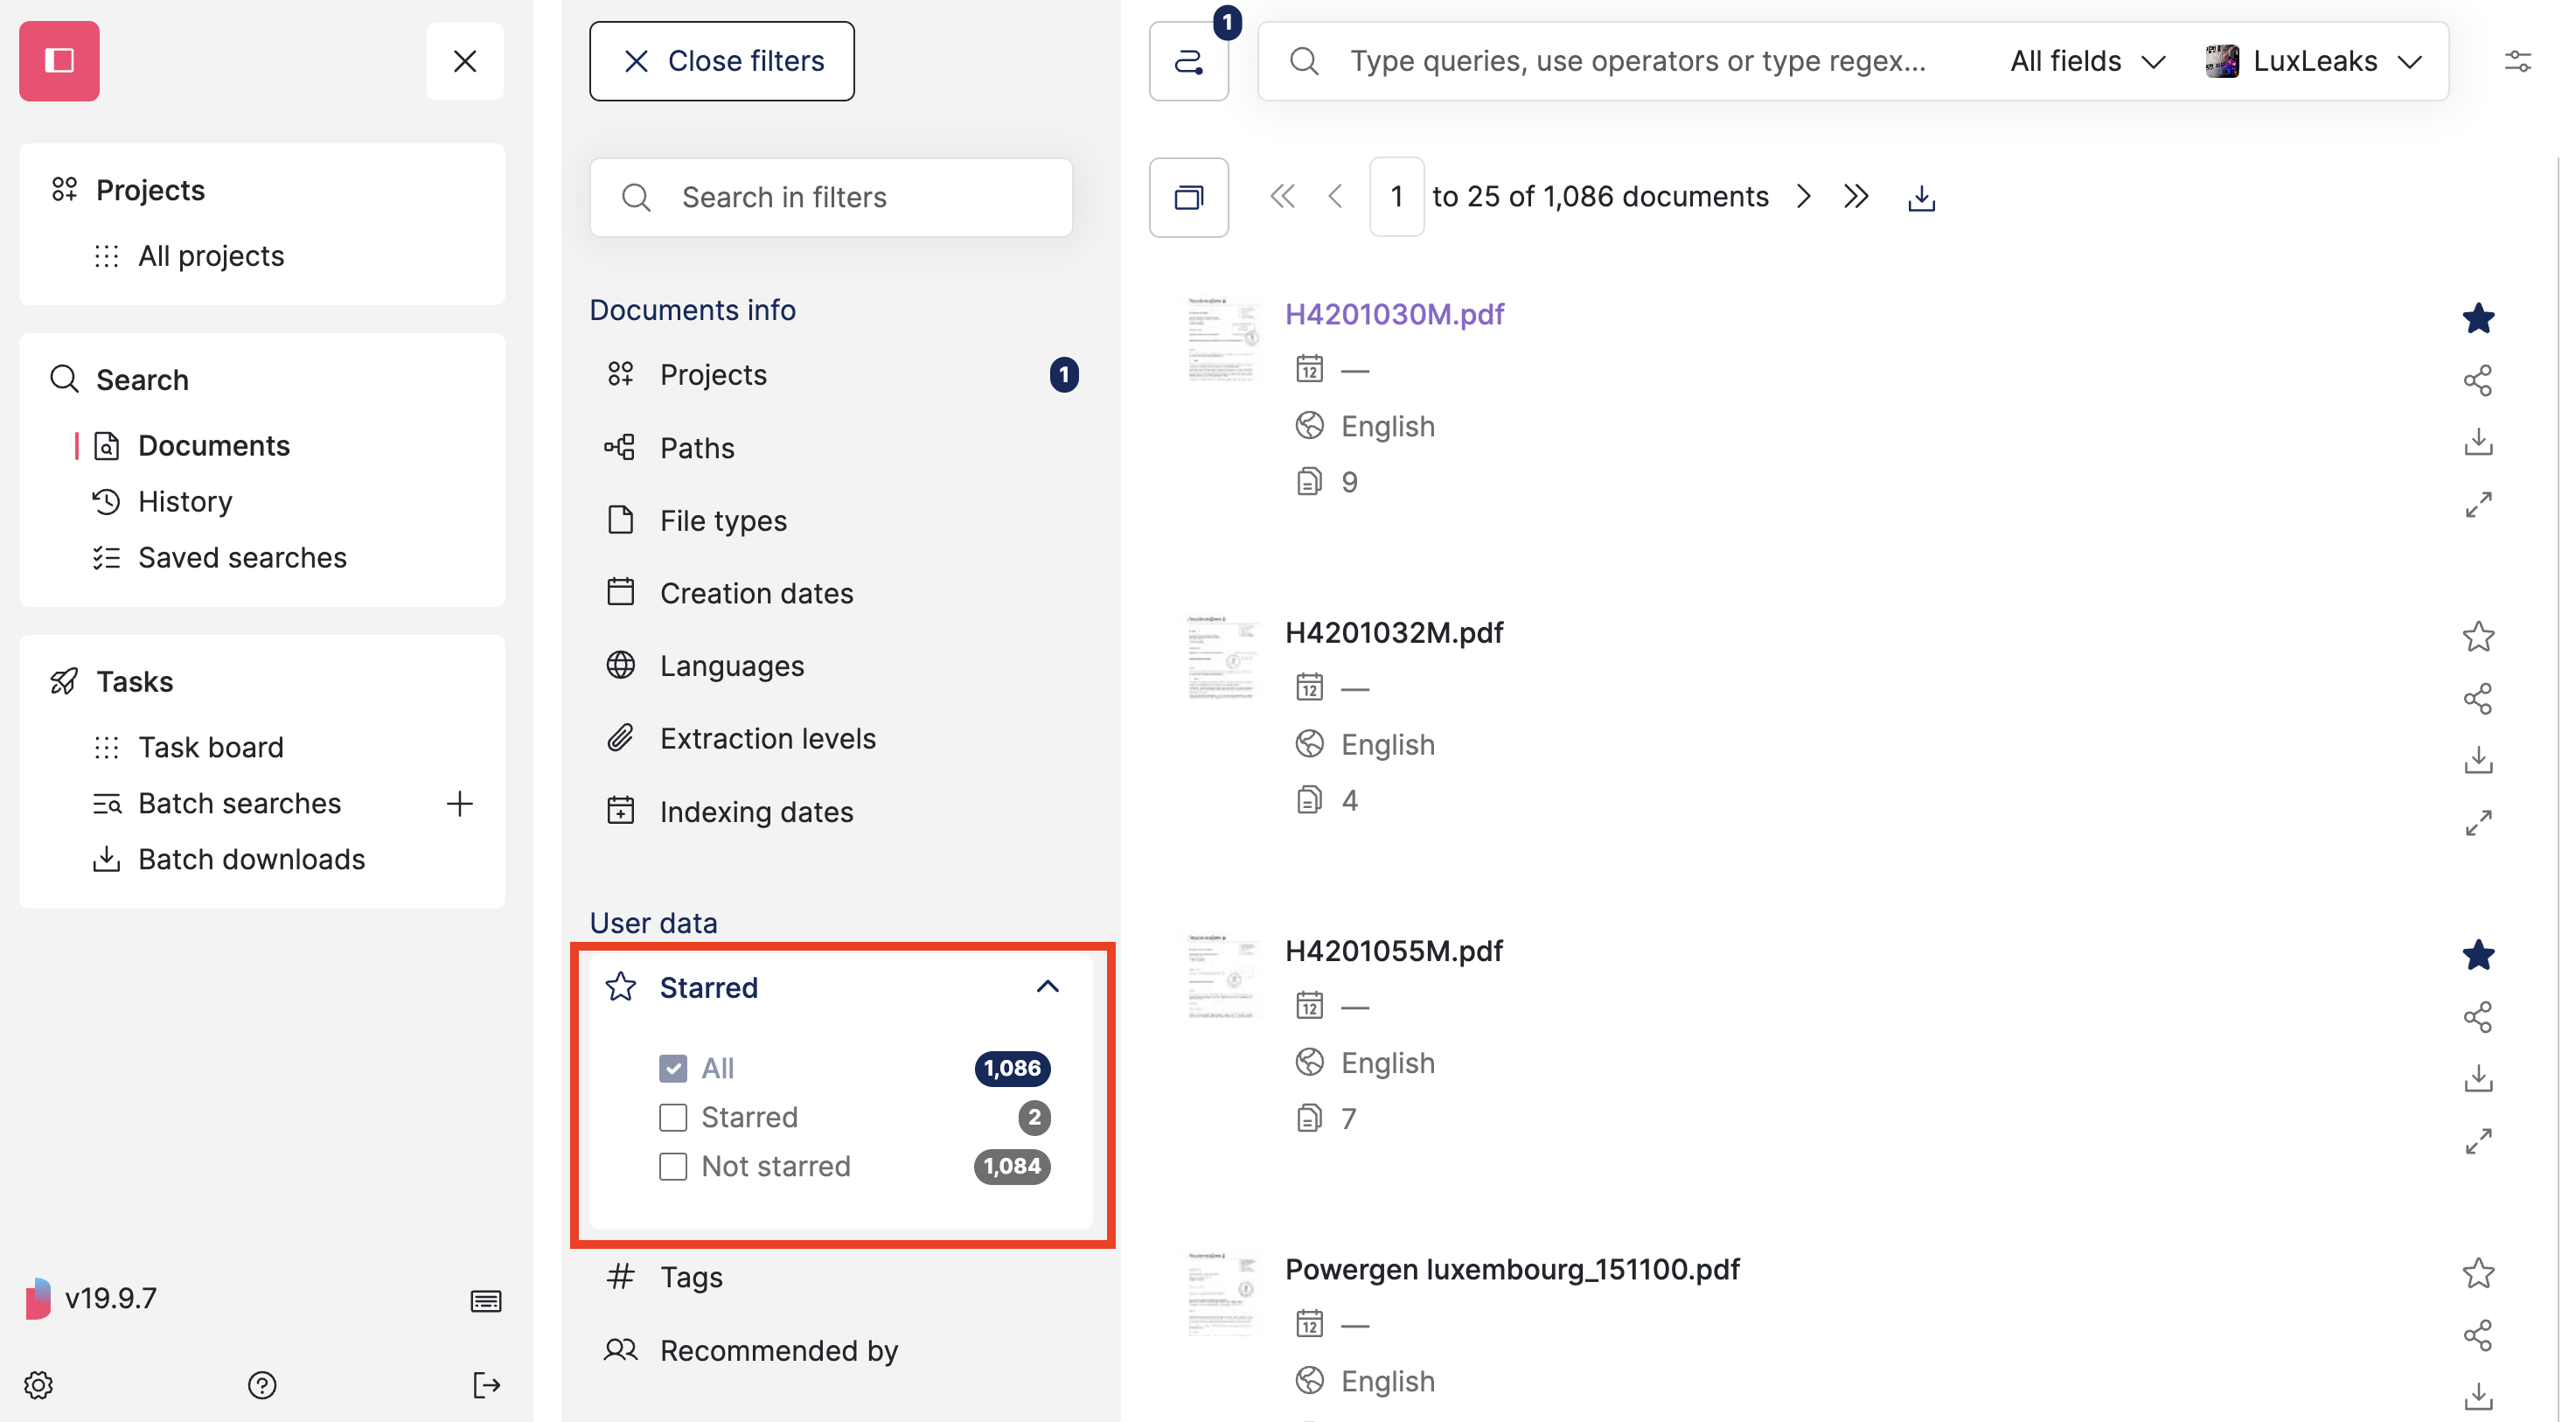 Projects
All projects
Search
Documents
History
Saved searches
Tasks
Task board
Batch searches
Batch downloads
v19.9.7
Close filters
Search in filters
Documents info
Projects 1
Paths
File types
Creation dates
Languages
Extraction levels
Indexing dates
User data
Starred
All 1,086
Starred 2
Not starred 1,084
Tags
Recommended by
1
Type queries, use operators or type regex... All fields LuxLeaks
1 to 25 of 1,086 documents
H4201030M.pdf
12 —
English
9
H4201032M.pdf
12 —
English
4
H4201055M.pdf
12 —
English
7
Powergen luxembourg_151100.pdf
12 —
English